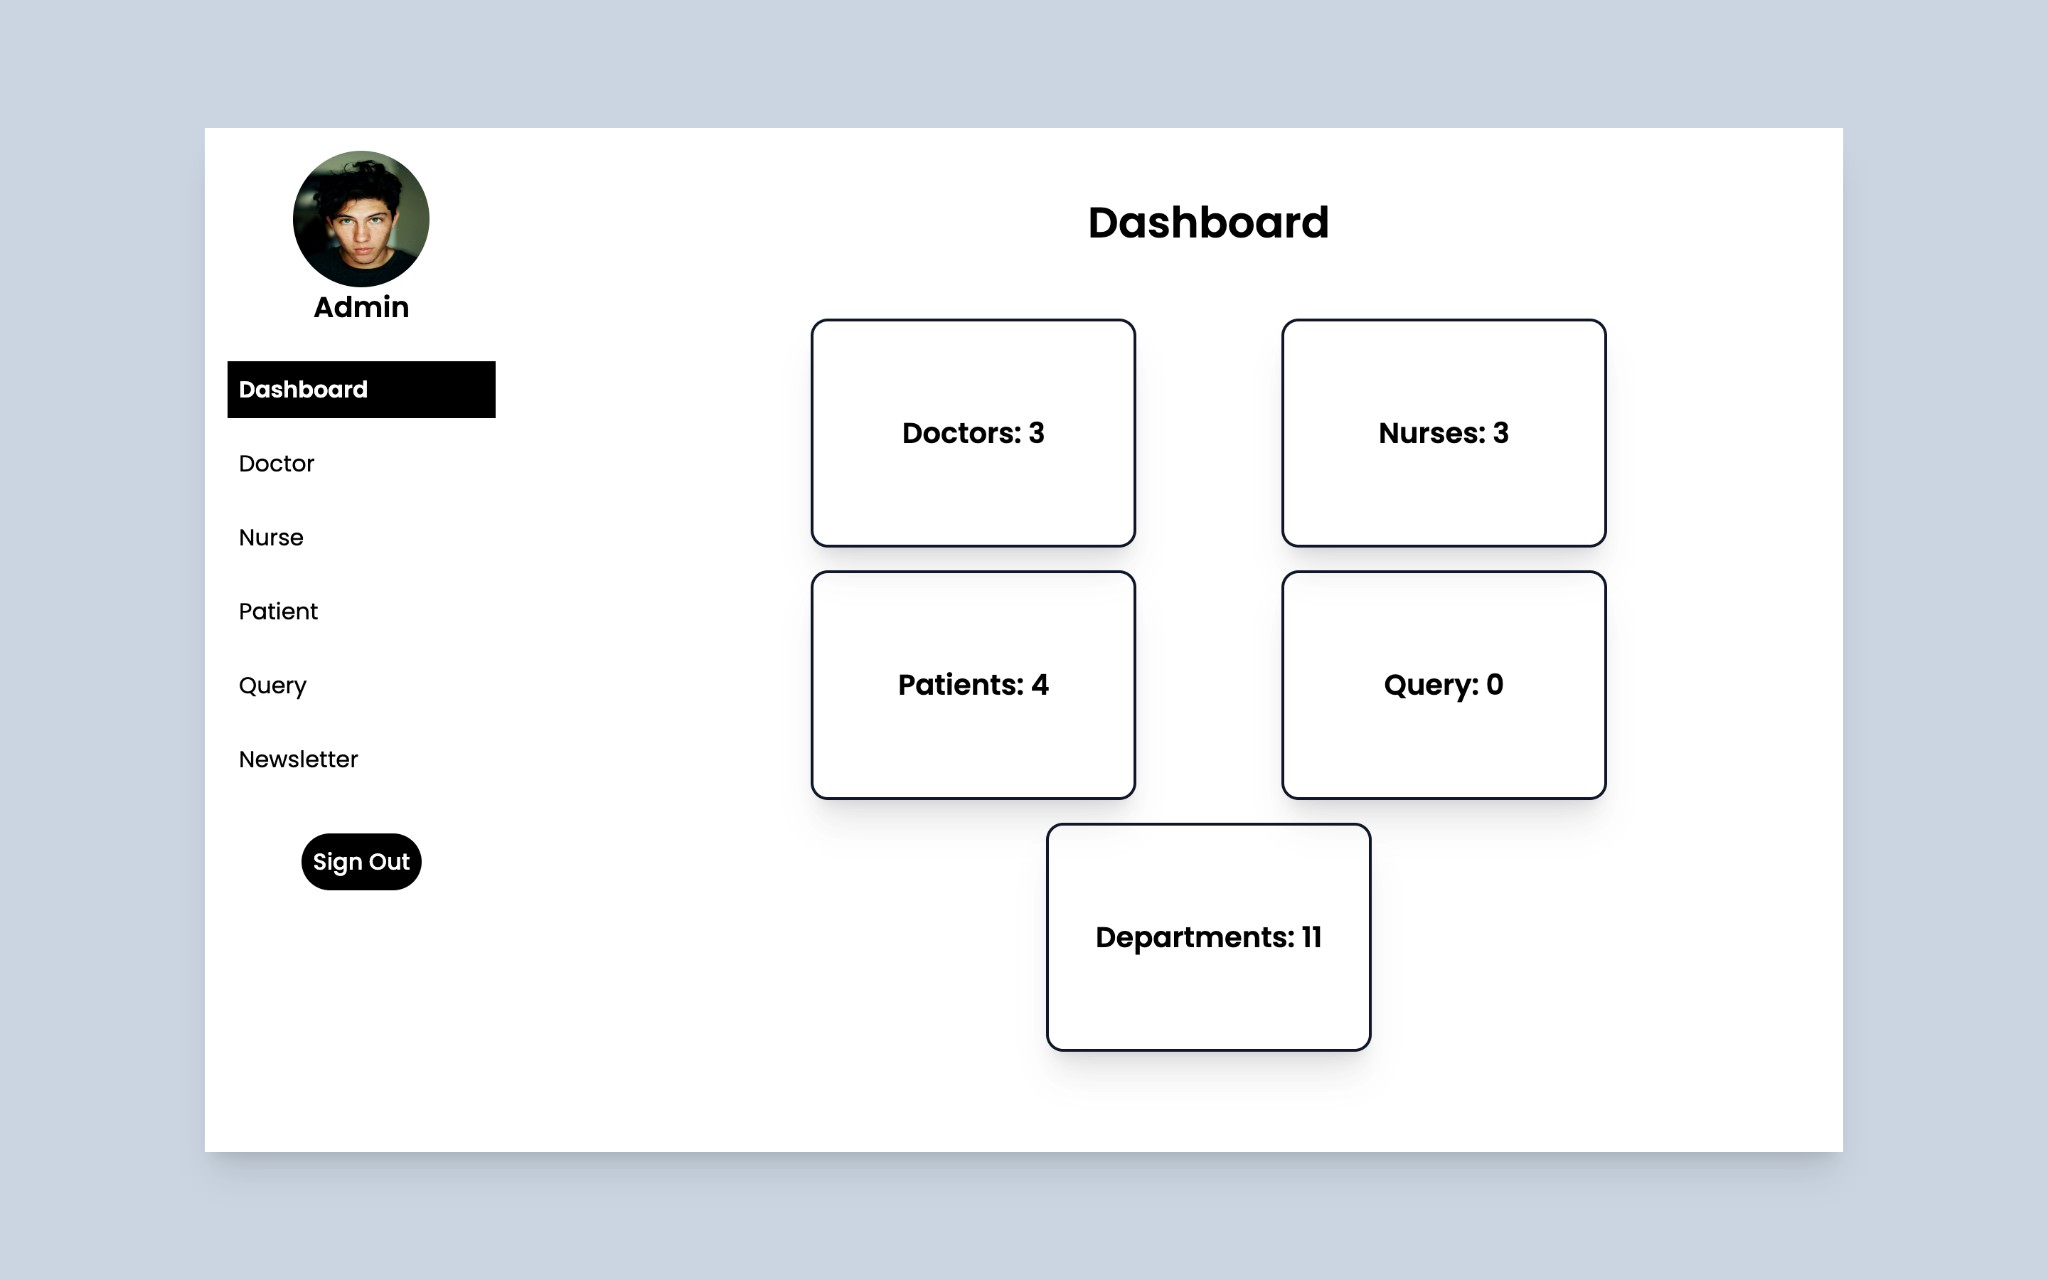 Admin
Dashboard
Doctor
Nurse
Patient
Query
Newsletter
Sign Out
Dashboard
Doctors: 3
Nurses: 3
Patients: 4
Query: 0
Departments: 11